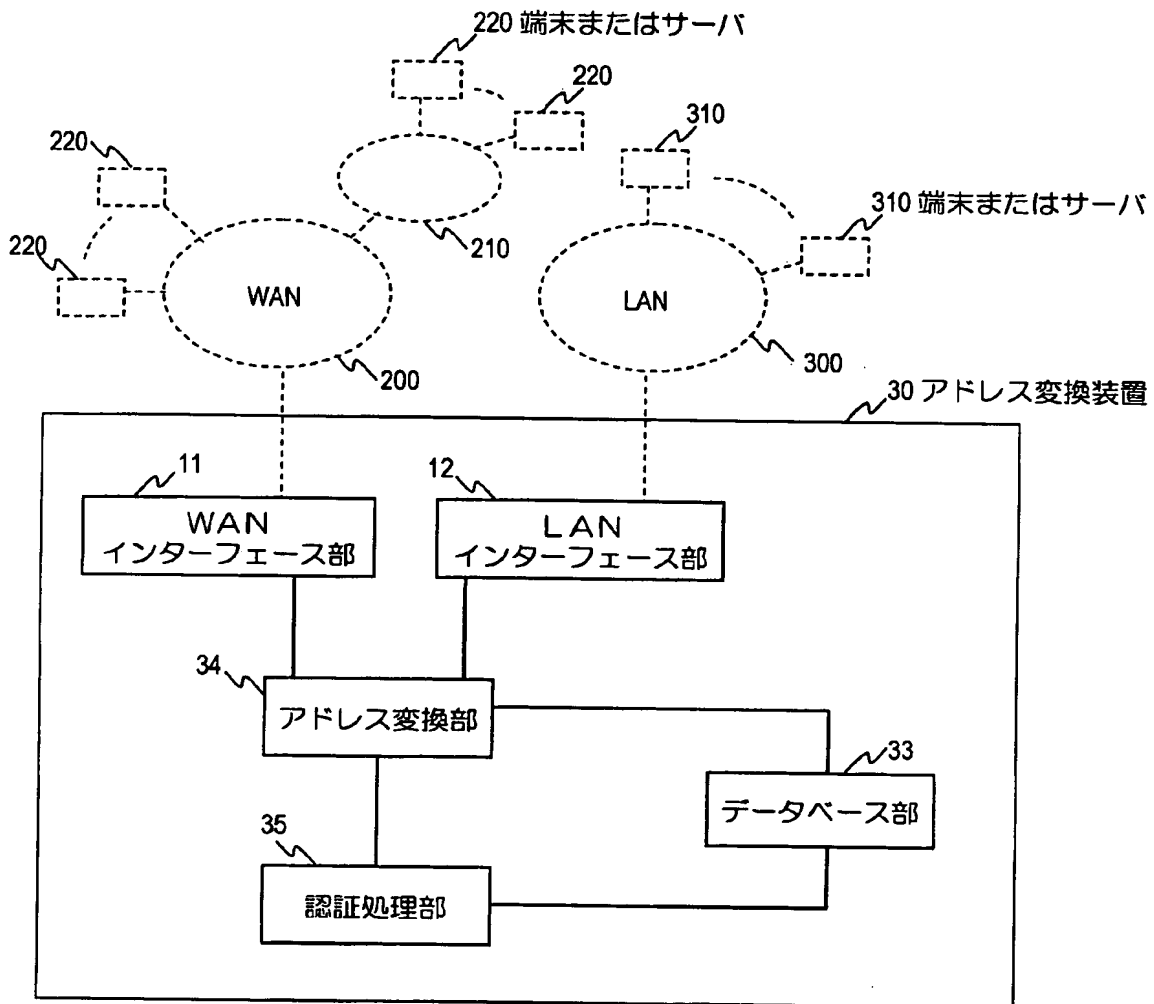 220 端末またはサーバ
220
310
220
310 端末またはサーバ
220
210
WAN
LAN
200
300
30 アドレス変換装置
11
12
WAN
インターフェース部
LAN
インターフェース部
34
アドレス変換部
33
データベース部
35
認証処理部